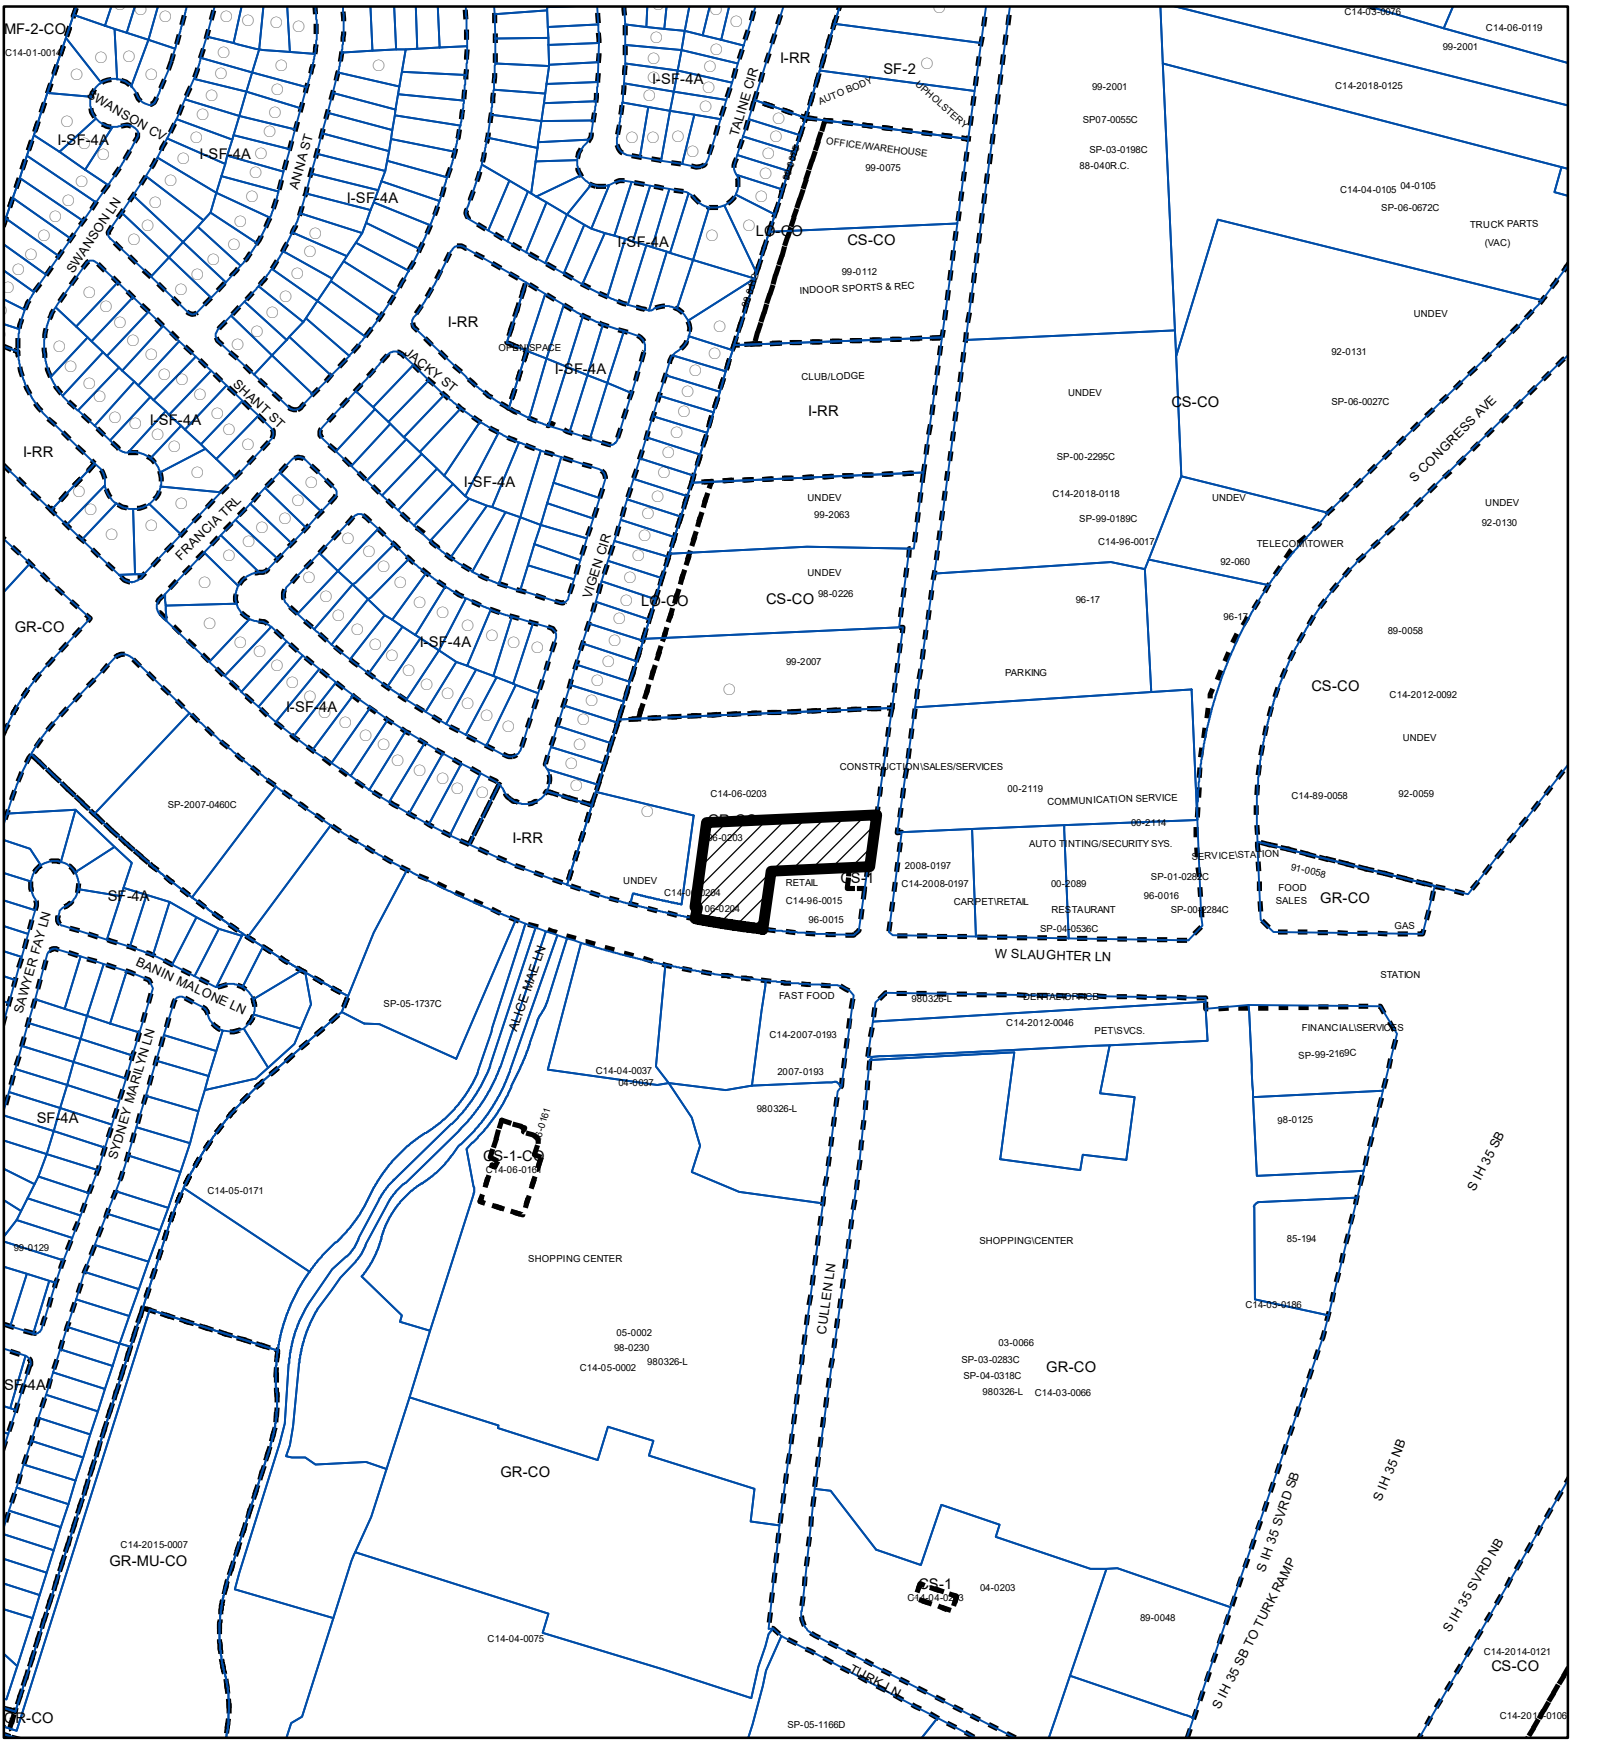 MF-2-CO
C14-03-0076
C14-06-0119
C14-01-0014
99-2001
I-RR
SF-2
I-SF-4A
TALINE CIR
AUTO BODY
UPHOLSTERY
99-2001
C14-2018-0125
SWANSON CV
SP07-0055C
I-SF-4A
I-SF-4A
ANNA ST
OFFICE/WAREHOUSE
99-0075
SP-03-0198C
88-040R.C.
C14-04-0105
04-0105
SP-06-0672C
I-SF-4A
SWANSON LN
TRUCK PARTS
(VAC)
LO-CO
CS-CO
I-SF-4A
99-0112
INDOOR SPORTS & REC
UNDEV
I-RR
OPEN\SPACE
92-0131
JACKY ST
I-SF-4A
CLUB/LODGE
I-RR
UNDEV
CS-CO
SP-06-0027C
SHANT ST
I-SF-4A
S CONGRESS AVE
I-RR
SP-00-2295C
I-SF-4A
UNDEV
99-2063
C14-2018-0118
UNDEV
UNDEV
SP-99-0189C
92-0130
FRANCIA TRL
C14-96-0017
TELECOM\TOWER
VIGEN CIR
UNDEV
92-060
LO-CO
CS-CO
98-0226
96-17
96-17
GR-CO
I-SF-4A
89-0058
99-2007
PARKING
CS-CO
C14-2012-0092
I-SF-4A
UNDEV
CONSTRUCTION\SALES/SERVICES
SP-2007-0460C
C14-06-0203
00-2119
COMMUNICATION SERVICE
C14-89-0058
92-0059
GR-CO
06-0203
00-2114
I-RR
AUTO TINTING/SECURITY SYS.
SERVICE\STATION
2008-0197
91-0058
UNDEV
RETAIL
CS-1
C14-2008-0197
00-2089
SP-01-0282C
FOOD
SALES
GR-CO
SF-4A
C14-06-0204
C14-96-0015
CARPET\RETAIL
96-0016
06-0204
96-0015
RESTAURANT
SP-00-2284C
SP-04-0536C
GAS
W SLAUGHTER LN
STATION
SAWYER FAY LN
BANIN MALONE LN
ALICE MAE LN
SP-05-1737C
FAST FOOD
980326-L
DENTAL\OFFICE
C14-2012-0046
PET\SVCS.
FINANCIAL\SERVICES
C14-2007-0193
SP-99-2169C
C14-04-0037
04-0037
2007-0193
SYDNEY MARILYN LN
SF-4A
980326-L
98-0125
CS-1-CO
C14-06-0161
S IH 35 SB
C14-05-0171
99-0129
SHOPPING CENTER
SHOPPING\CENTER
85-194
CULLEN LN
C14-03-0186
05-0002
98-0230
C14-05-0002
980326-L
03-0066
SP-03-0283C
GR-CO
SP-04-0318C
980326-L
C14-03-0066
SF-4A
GR-CO
S IH 35 NB
S IH 35 SVRD SB
C14-2015-0007
GR-MU-CO
CS-1
C14-04-0203
04-0203
89-0048
S IH 35 SVRD NB
S IH 35 SB TO TURK RAMP
C14-04-0075
TURK LN
C14-2014-0121
CS-CO
GR-CO
SP-05-1166D